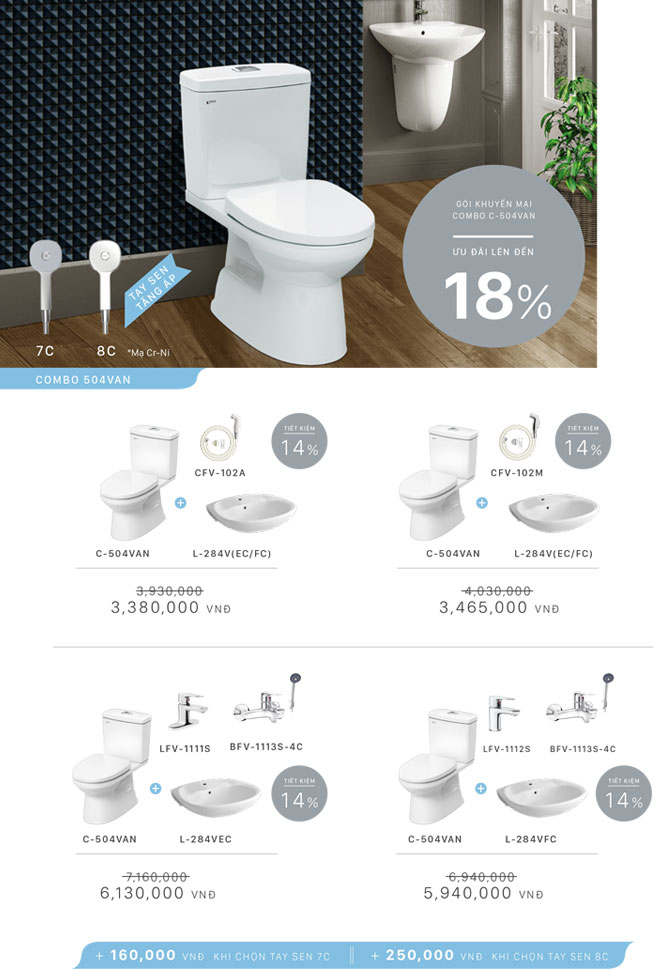 GÓI KHUYẾN MẠI
COMBO C-504VAN
ƯU ĐÃI LÊN ĐẾN
18%
TAY SEN
TĂNG ÁP
7C
8C
*Mạ Cr-Ni
COMBO 504VAN
TIẾT KIỆM
14%
CFV-102A
C-504VAN
L-284V(EC/FC)
3,930,000
3,380,000 VNĐ
TIẾT KIỆM
14%
CFV-102M
C-504VAN
L-284V(EC/FC)
4,030,000
3,465,000 VNĐ
LFV-1111S
BFV-1113S-4C
TIẾT KIỆM
14%
C-504VAN
L-284VEC
7,160,000
6,130,000 VNĐ
LFV-1112S
BFV-1113S-4C
TIẾT KIỆM
14%
C-504VAN
L-284VFC
6,940,000
5,940,000 VNĐ
+ 160,000 VNĐ KHI CHỌN TAY SEN 7C
+ 250,000 VNĐ KHI CHỌN TAY SEN 8C